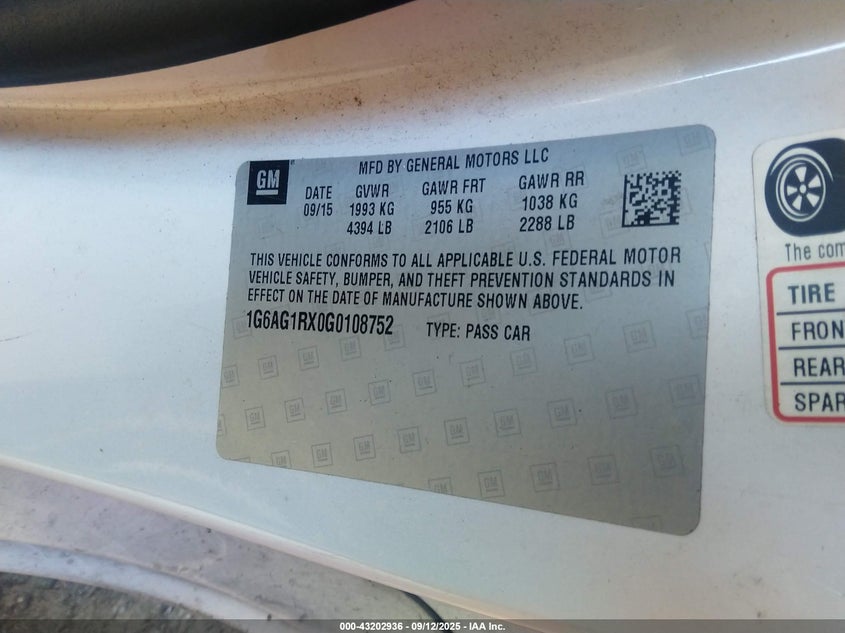 GM
MFD BY GENERAL MOTORS LLC
DATE GVWR GAWR FRT GAWR RR
09/15 1993 KG 955 KG 1038 KG
4394 LB 2106 LB 2288 LB
THIS VEHICLE CONFORMS TO ALL APPLICABLE U.S. FEDERAL MOTOR
VEHICLE SAFETY, BUMPER, AND THEFT PREVENTION STANDARDS IN
EFFECT ON THE DATE OF MANUFACTURE SHOWN ABOVE.
1G6AG1RX0G0108752 TYPE: PASS CAR
The com
TIRE
FRON
REAR
SPAR
000-43202936 - 09/12/2025 - IAA Inc.